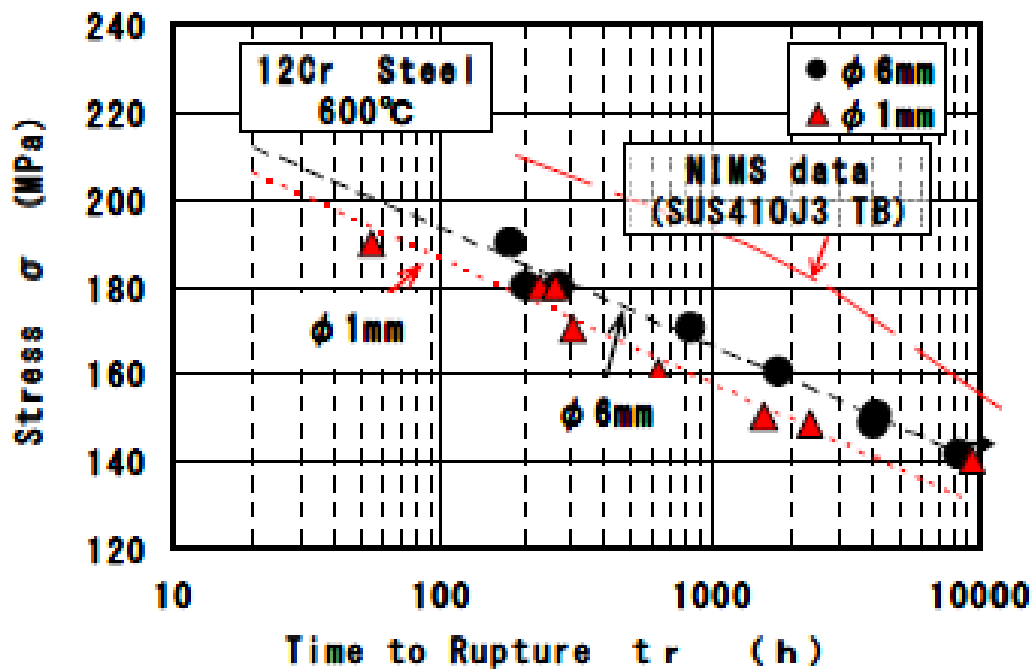 240
220
200
180
160
140
120
Stress σ (MPa)
12Cr Steel
600℃
φ 6mm
φ 1mm
NIMS data
(SUS410J3 TB)
φ 1mm
φ 6mm
10
100
1000
10000
Time to Rupture tr (h)